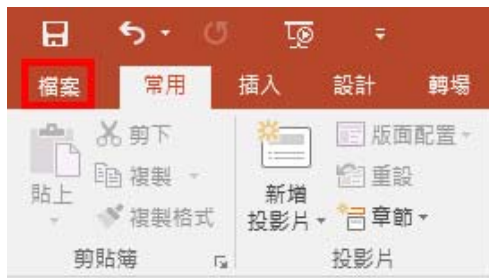 檔案 常用 插入 設計 轉場
剪下 版面配置
複製 重設
貼上 新增
複製格式 投影片 章節
剪貼簿 投影片